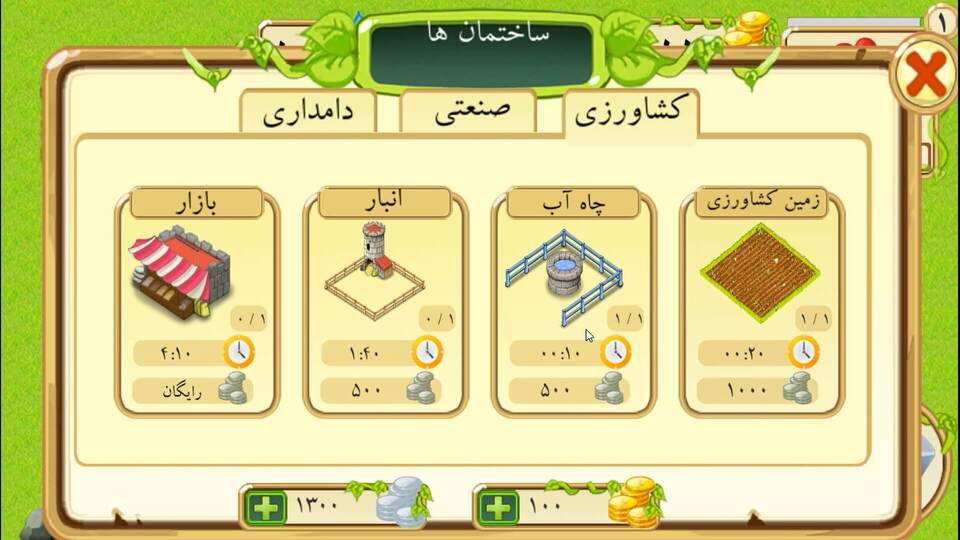 ساختمان ها
۱
کشاورزی
صنعتی
دامداری
زمین کشاورزی
۱ / ۱
۰۰:۲۰
۱۰۰۰
چاه آب
۱ / ۱
۰۰:۱۰
۵۰۰
انبار
۰ / ۱
۱:۴۰
۵۰۰
بازار
۰ / ۱
۴:۱۰
رایگان
۱۰۰
۱۳۰۰